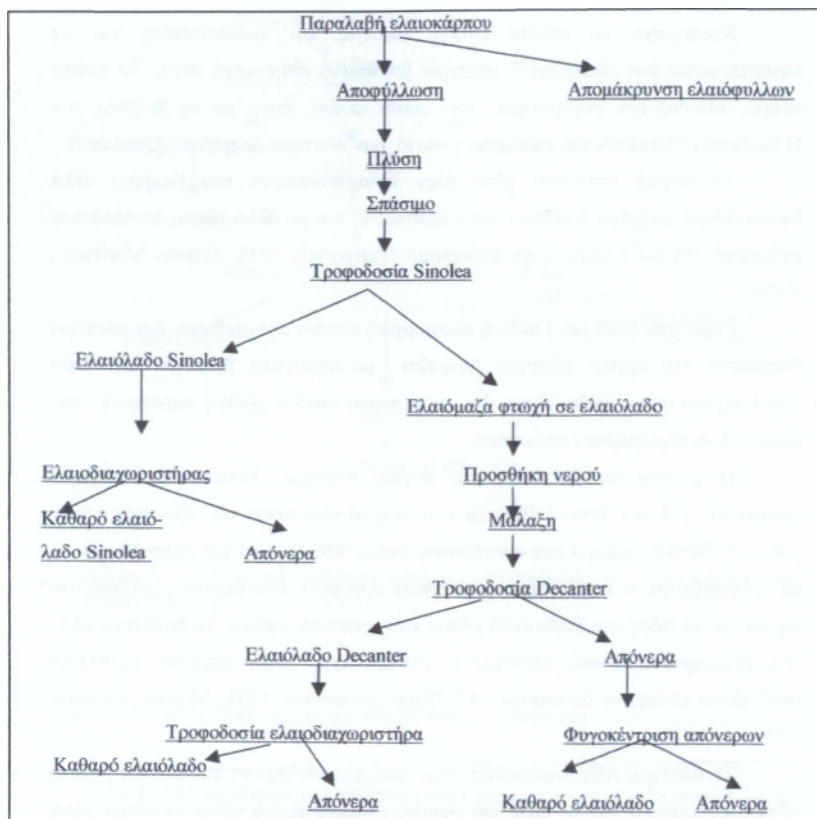 Παραλαβή ελαιοκάρπου
Αποφύλλωση
Απομάκρυνση ελαιόφυλλων
Πλύση
Σπάσιμο
Τροφοδοσία Sinolea
Ελαιόλαδο Sinolea
Ελαιόμαζα φτωχή σε ελαιόλαδο
Ελαιοδιαχωριστήρας
Προσθήκη νερού
Καθαρό ελαιό-
λαδο Sinolea
Απόνερα
Μάλαξη
Τροφοδοσία Decanter
Ελαιόλαδο Decanter
Απόνερα
Τροφοδοσία ελαιοδιαχωριστήρα
Φυγοκέντριση απόνερων
Καθαρό ελαιόλαδο
Απόνερα
Καθαρό ελαιόλαδο
Απόνερα